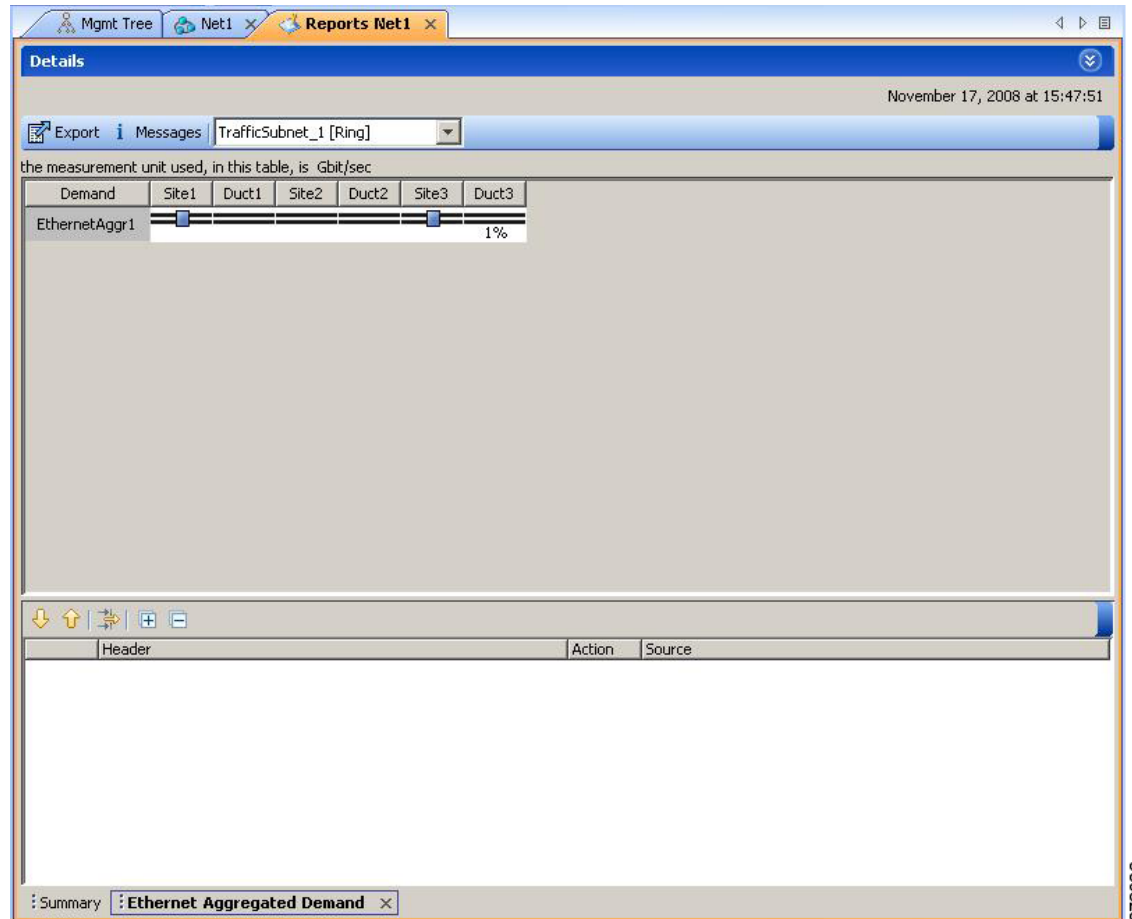 Mgmt Tree Net1 Reports Net1
Details
November 17, 2008 at 15:47:51
Export i Messages TrafficSubnet_1 [Ring]
the measurement unit used, in this table, is Gbit/sec
Demand Site1 Duct1 Site2 Duct2 Site3 Duct3
EthernetAggr1
1%
Header Action Source
Summary Ethernet Aggregated Demand